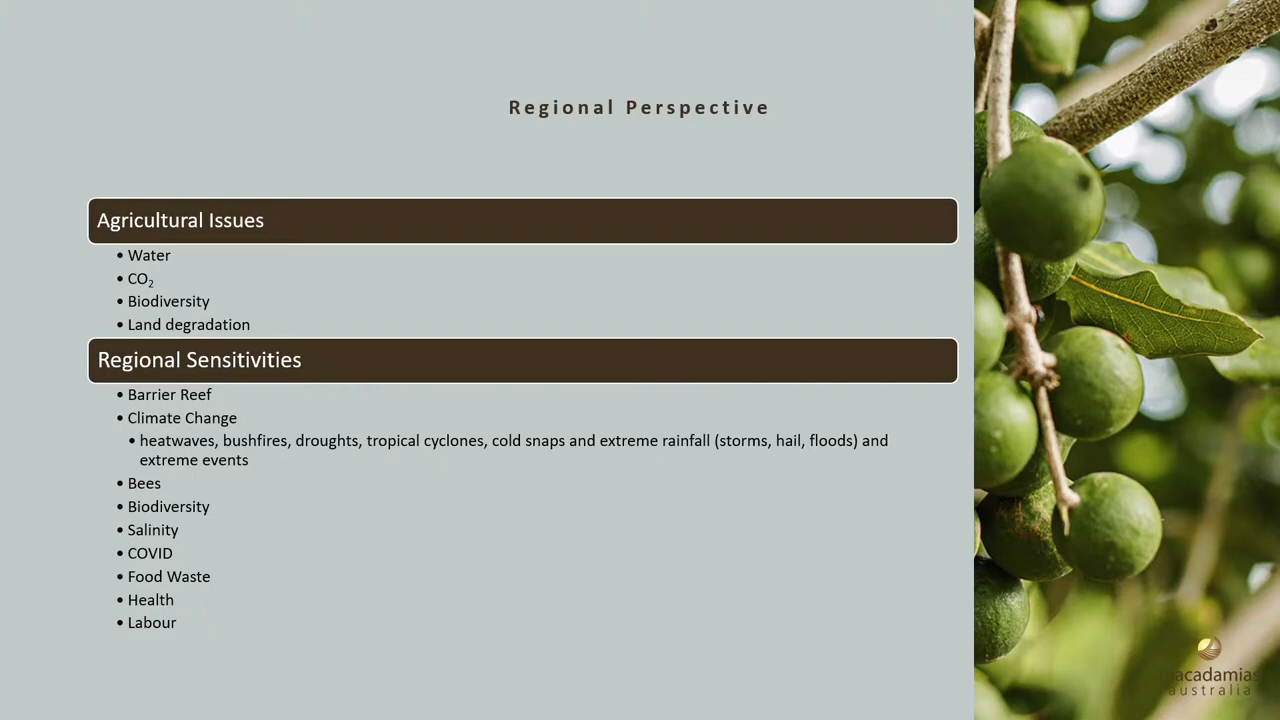 Regional Perspective
Agricultural Issues
• Water
• CO₂
• Biodiversity
• Land degradation
Regional Sensitivities
• Barrier Reef
• Climate Change
• heatwaves, bushfires, droughts, tropical cyclones, cold snaps and extreme rainfall (storms, hail, floods) and
extreme events
• Bees
• Biodiversity
• Salinity
• COVID
• Food Waste
• Health
• Labour
macadamias
australia